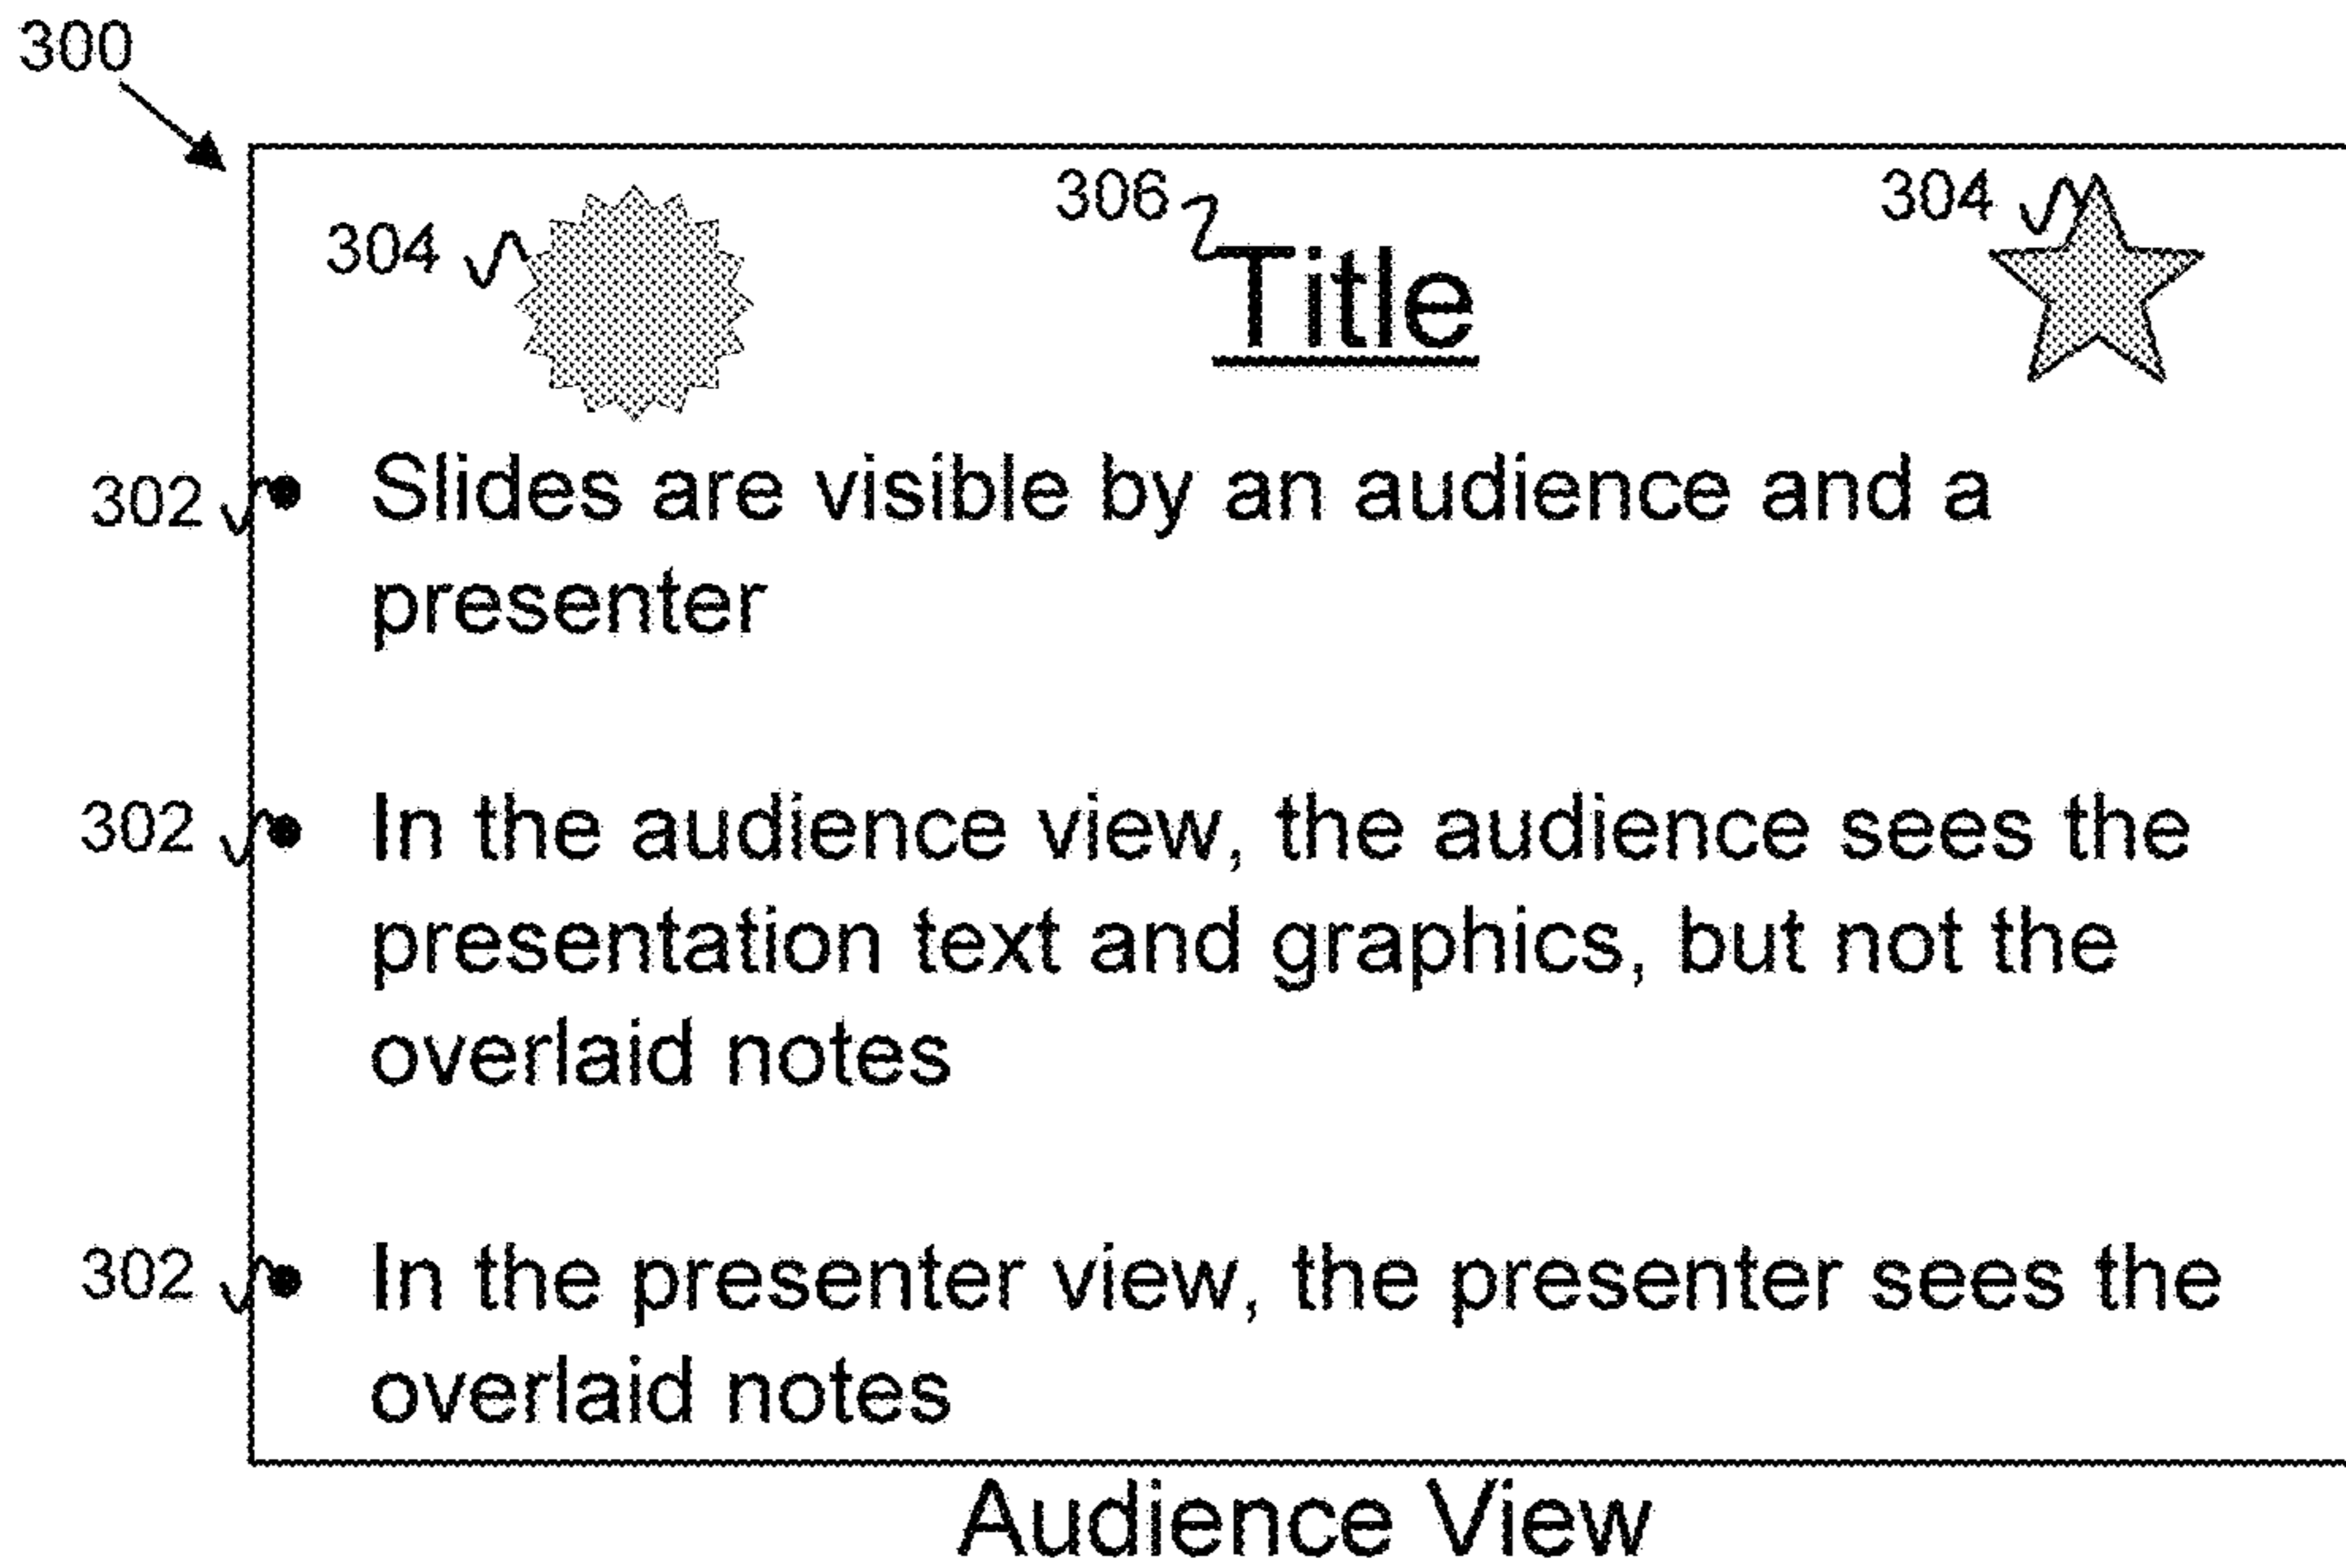 300
304
306
304
Title
302
Slides are visible by an audience and a
presenter
302
In the audience view, the audience sees the
presentation text and graphics, but not the
overlaid notes
302
In the presenter view, the presenter sees the
overlaid notes
Audience View